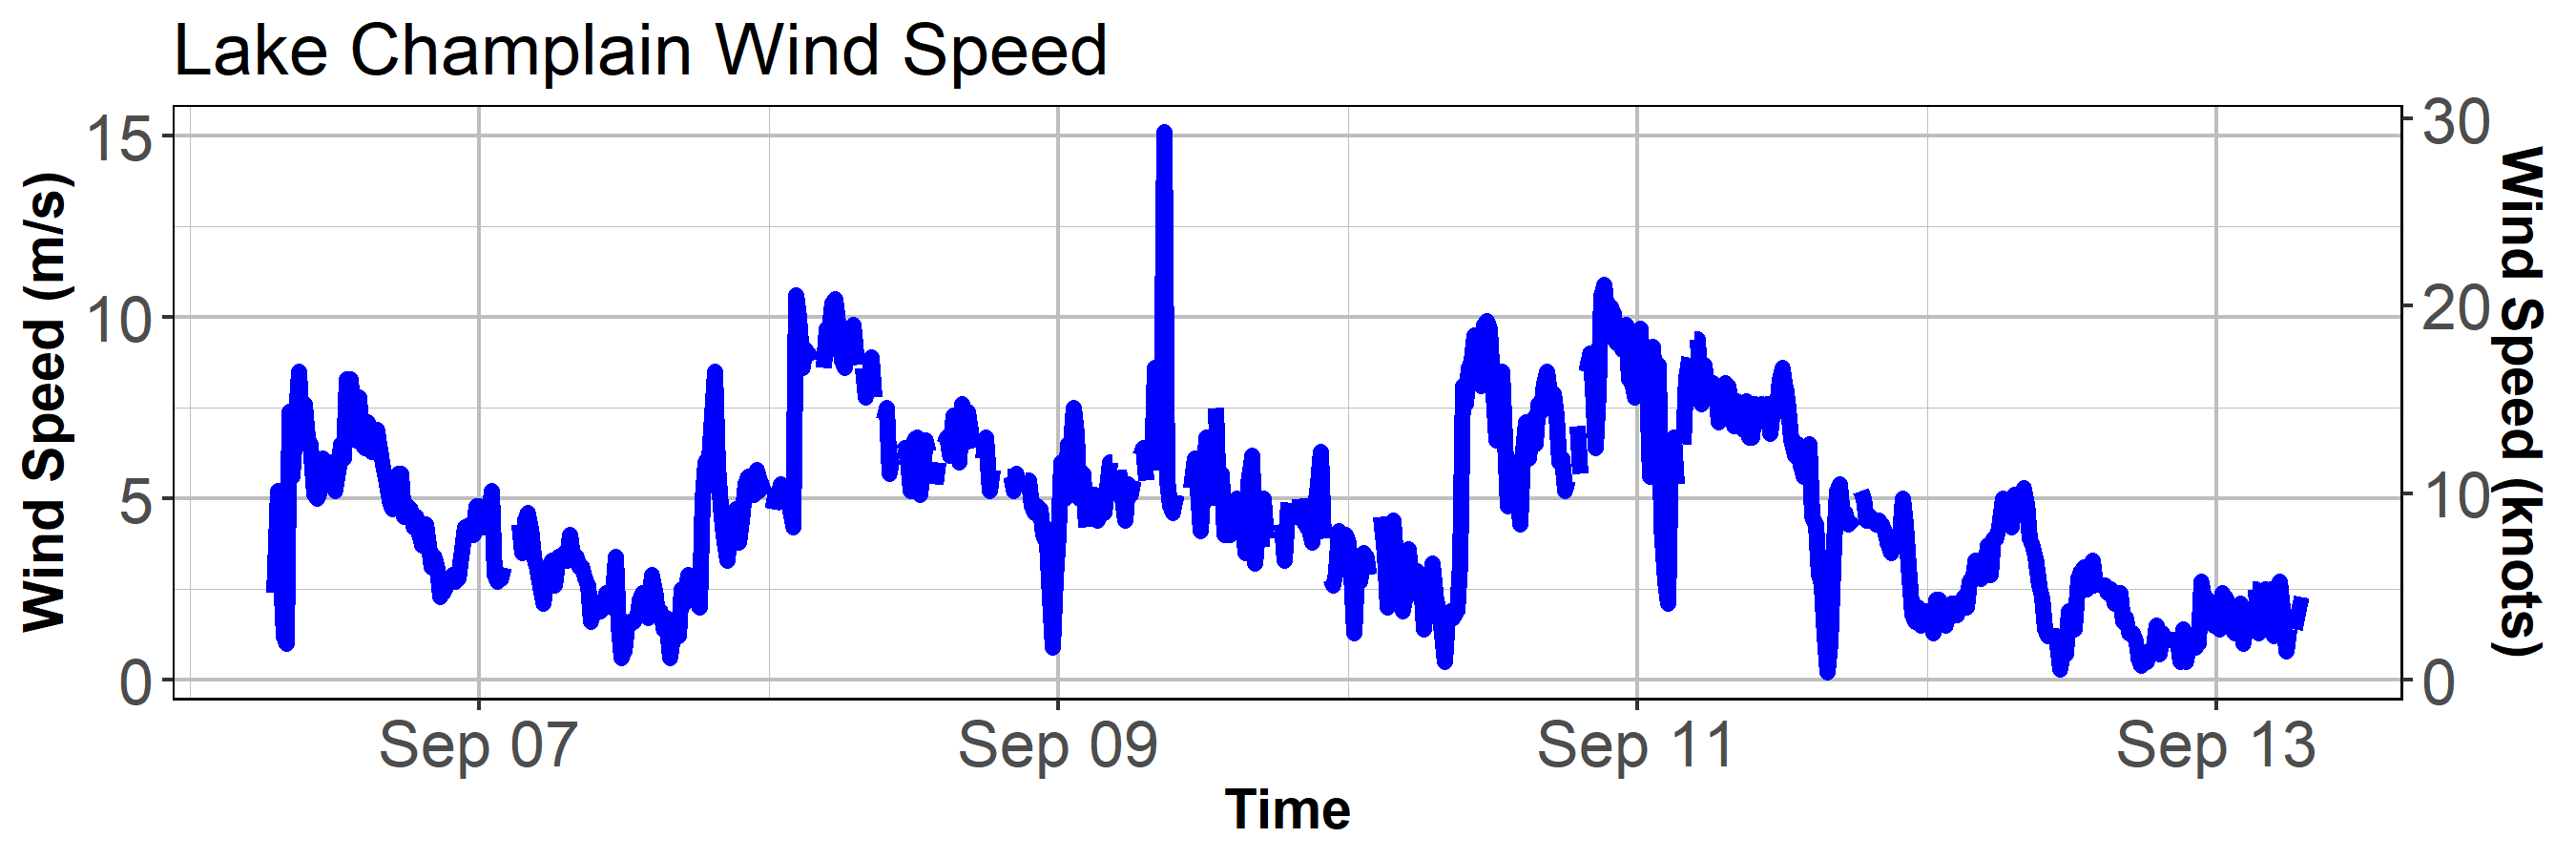 Lake Champlain Wind Speed
Wind Speed (m/s)
15
10
5
0
30
20
10
0
Wind Speed (knots)
Sep 07
Sep 09
Sep 11
Sep 13
Time